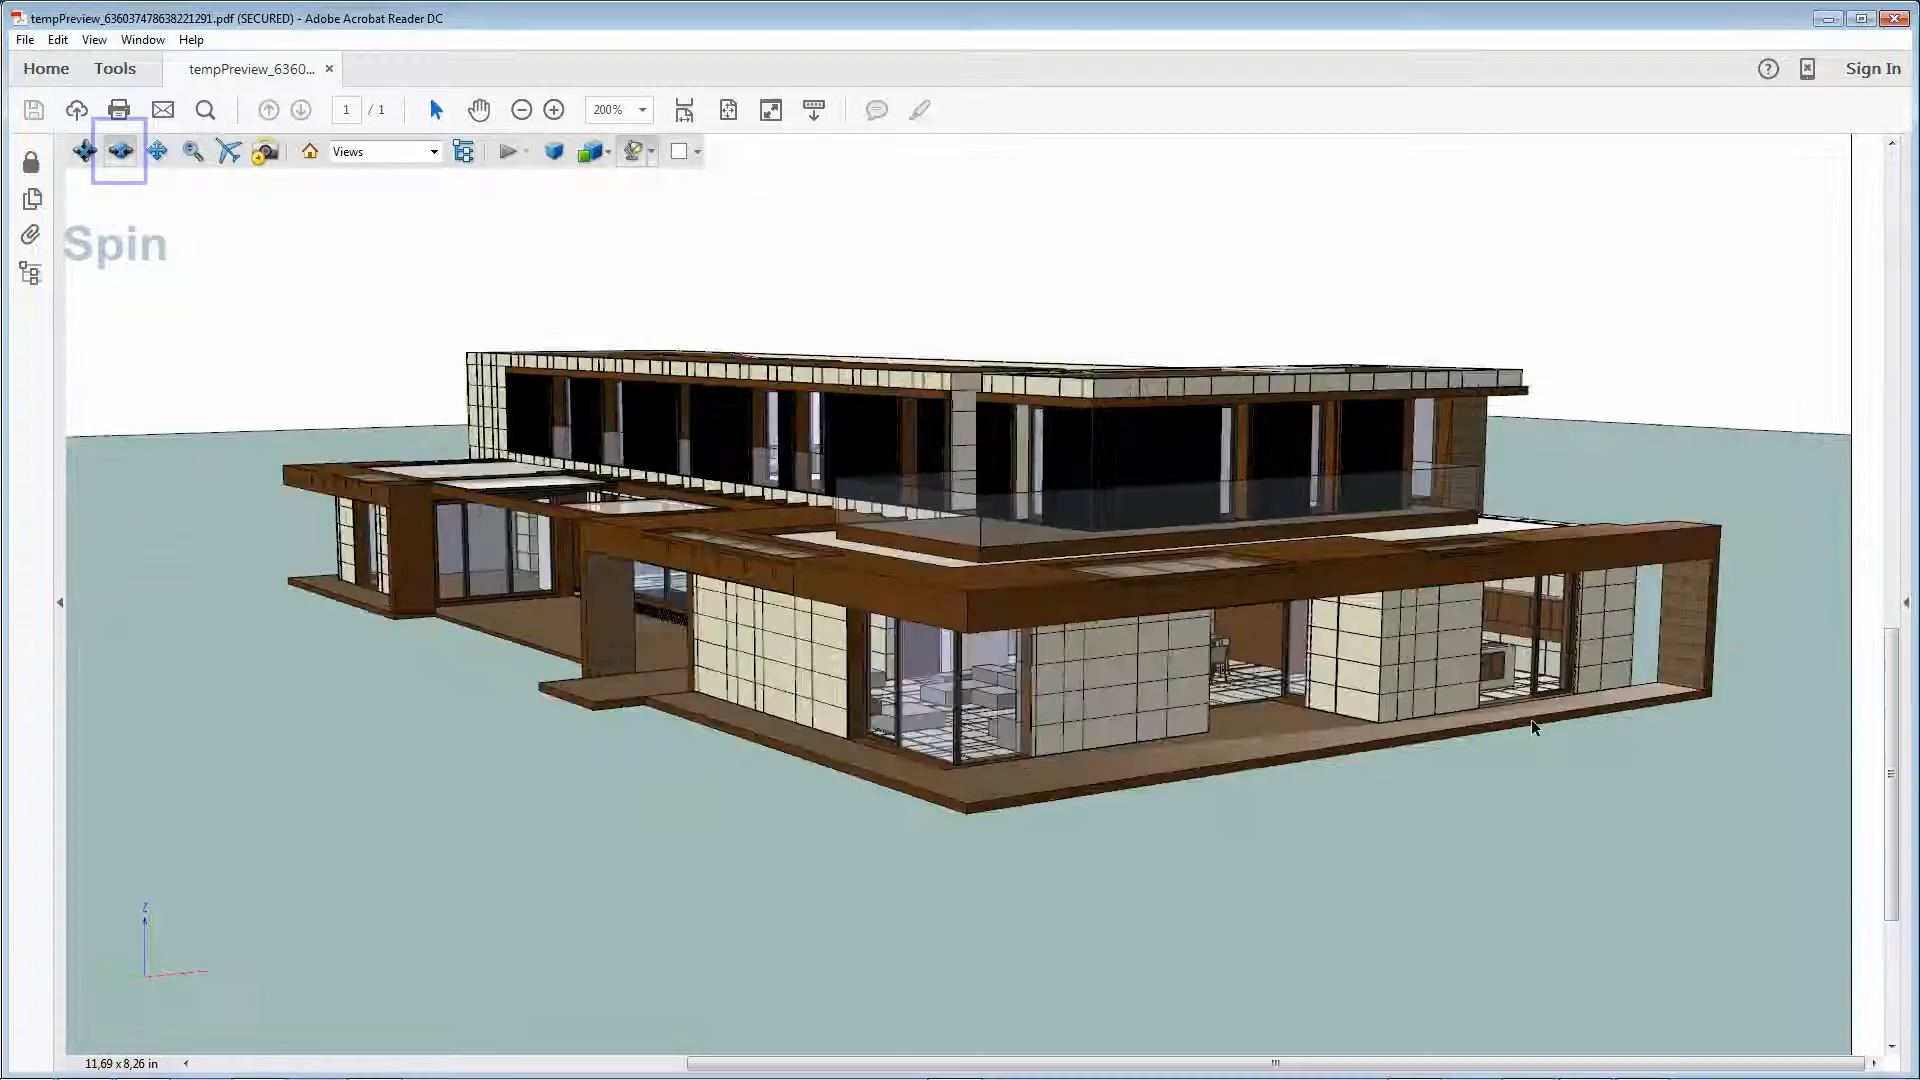 tempPreview_636037478638221291.pdf (SECURED) - Adobe Acrobat Reader DC
File Edit View Window Help
Home Tools tempPreview_6360... × Sign In
1 / 1 200%
Views
Spin
Z
11,69 x 8,26 in